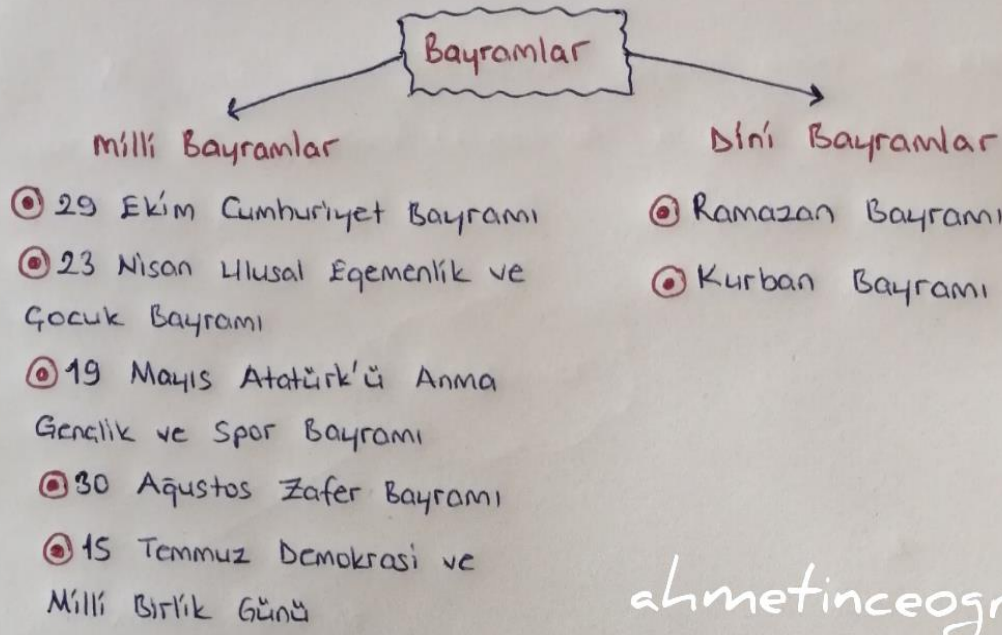 Bayramlar
Milli Bayramlar
29 Ekim Cumhuriyet Bayramı
23 Nisan Ulusal Egemenlik ve
Çocuk Bayramı
19 Mayıs Atatürk'ü Anma
Gençlik ve Spor Bayramı
30 Ağustos Zafer Bayramı
15 Temmuz Demokrasi ve
Milli Birlik Günü
Dini Bayramlar
Ramazan Bayramı
Kurban Bayramı
ahmetinceogr